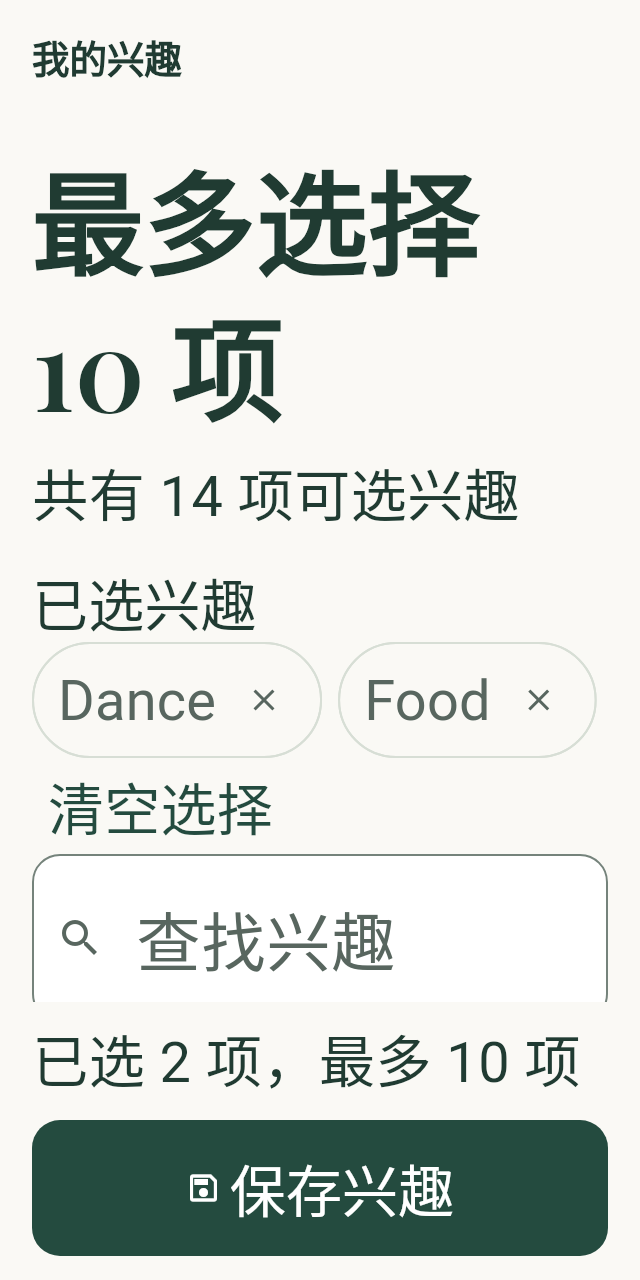 我的兴趣
最多选择
10 项
共有 14 项可选兴趣
已选兴趣
Dance × Food ×
清空选择
查找兴趣
已选 2 项，最多 10 项
保存兴趣